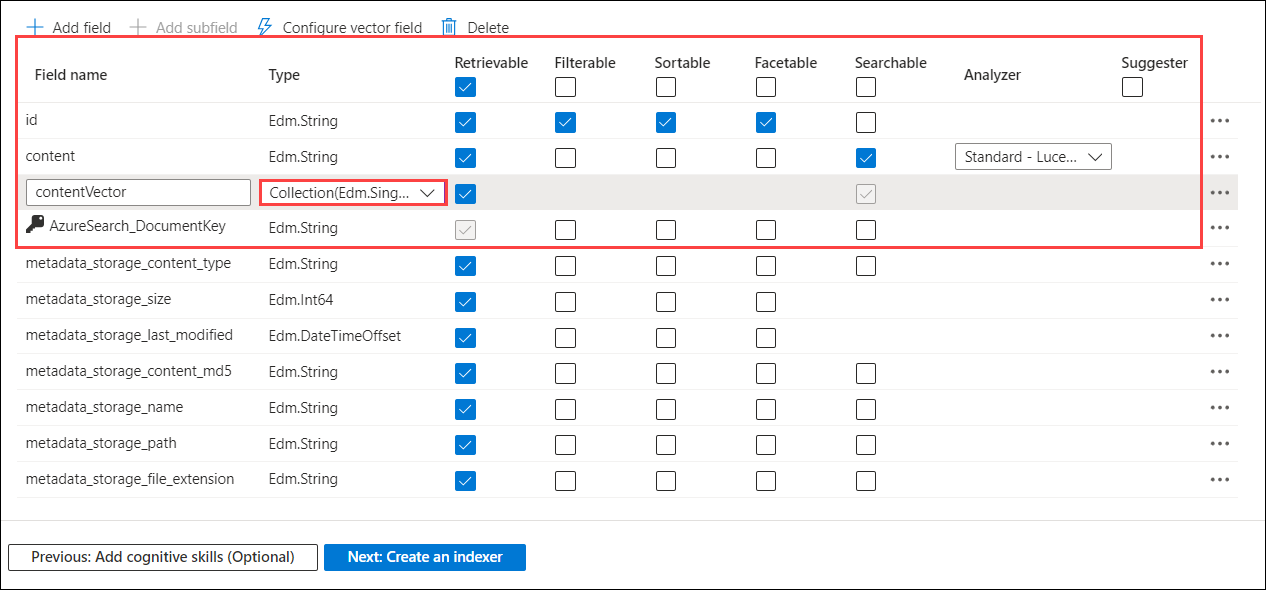 Add field Add subfield Configure vector field Delete
Field name Type Retrievable Filterable Sortable Facetable Searchable Analyzer Suggester
id Edm.String
content Edm.String Standard - Luce...
contentVector Collection(Edm.Sing...
AzureSearch_DocumentKey Edm.String
metadata_storage_content_type Edm.String
metadata_storage_size Edm.Int64
metadata_storage_last_modified Edm.DateTimeOffset
metadata_storage_content_md5 Edm.String
metadata_storage_name Edm.String
metadata_storage_path Edm.String
metadata_storage_file_extension Edm.String
Previous: Add cognitive skills (Optional) Next: Create an indexer